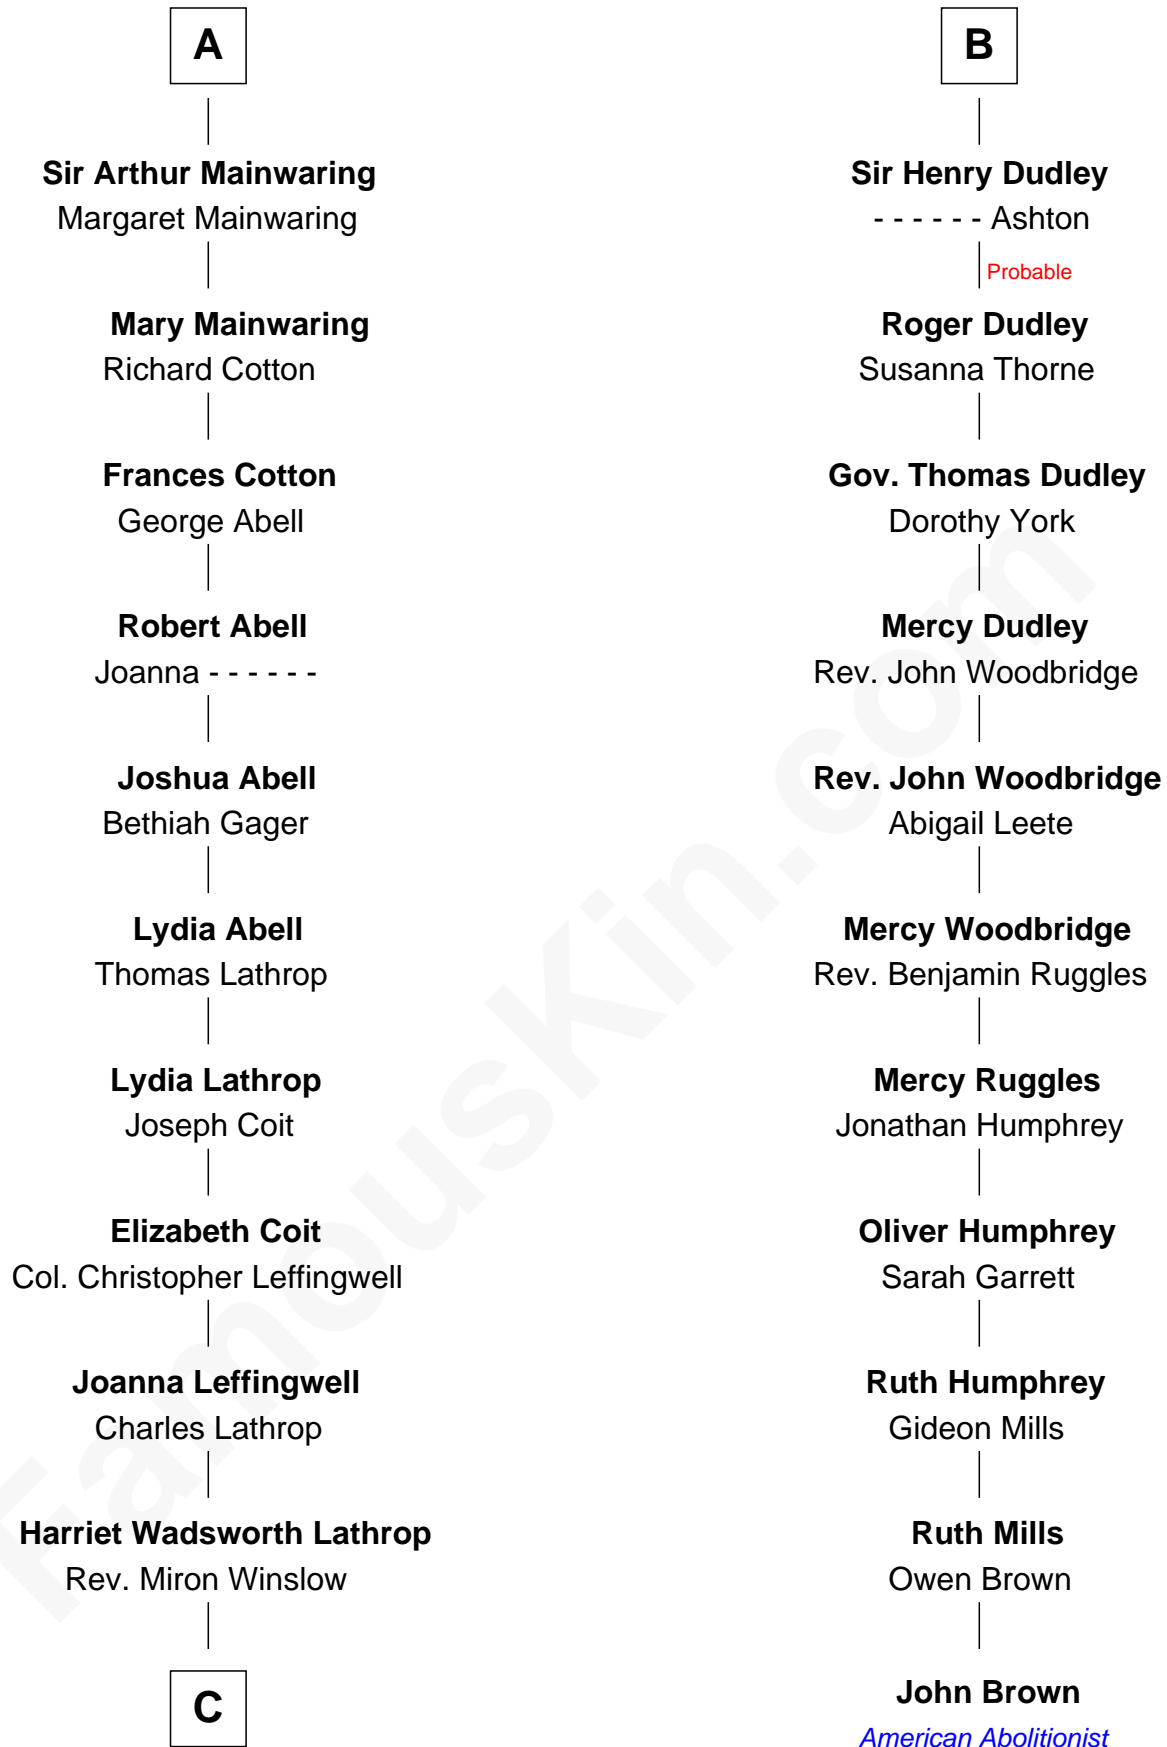 A
Sir Arthur Mainwaring
Margaret Mainwaring
Mary Mainwaring
Richard Cotton
Frances Cotton
George Abell
Robert Abell
Joanna - - - - - -
Joshua Abell
Bethiah Gager
Lydia Abell
Thomas Lathrop
Lydia Lathrop
Joseph Coit
Elizabeth Coit
Col. Christopher Leffingwell
Joanna Leffingwell
Charles Lathrop
Harriet Wadsworth Lathrop
Rev. Miron Winslow
C
B
Sir Henry Dudley
- - - - - - Ashton
Probable
Roger Dudley
Susanna Thorne
Gov. Thomas Dudley
Dorothy York
Mercy Dudley
Rev. John Woodbridge
Rev. John Woodbridge
Abigail Leete
Mercy Woodbridge
Rev. Benjamin Ruggles
Mercy Ruggles
Jonathan Humphrey
Oliver Humphrey
Sarah Garrett
Ruth Humphrey
Gideon Mills
Ruth Mills
Owen Brown
John Brown
American Abolitionist
FamousKin.com